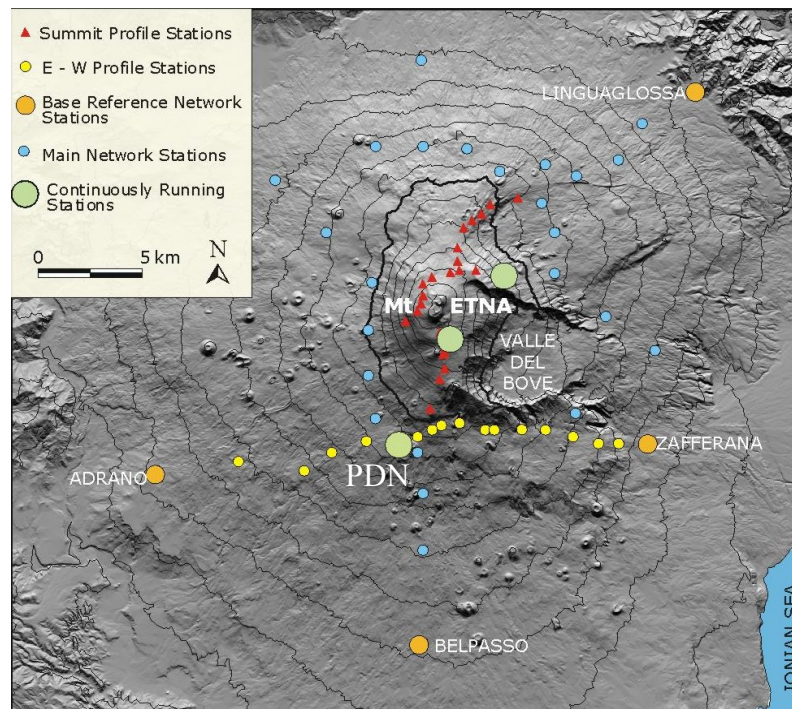 Summit Profile Stations
E - W Profile Stations
Base Reference Network
Stations
Main Network Stations
Continuously Running
Stations
0 5 km
N
LINGUAGLOSSA
Mt ETNA
VALLE
DEL
BOVE
ZAFFERANA
PDN
ADRANO
BELPASSO
IONIAN SEA